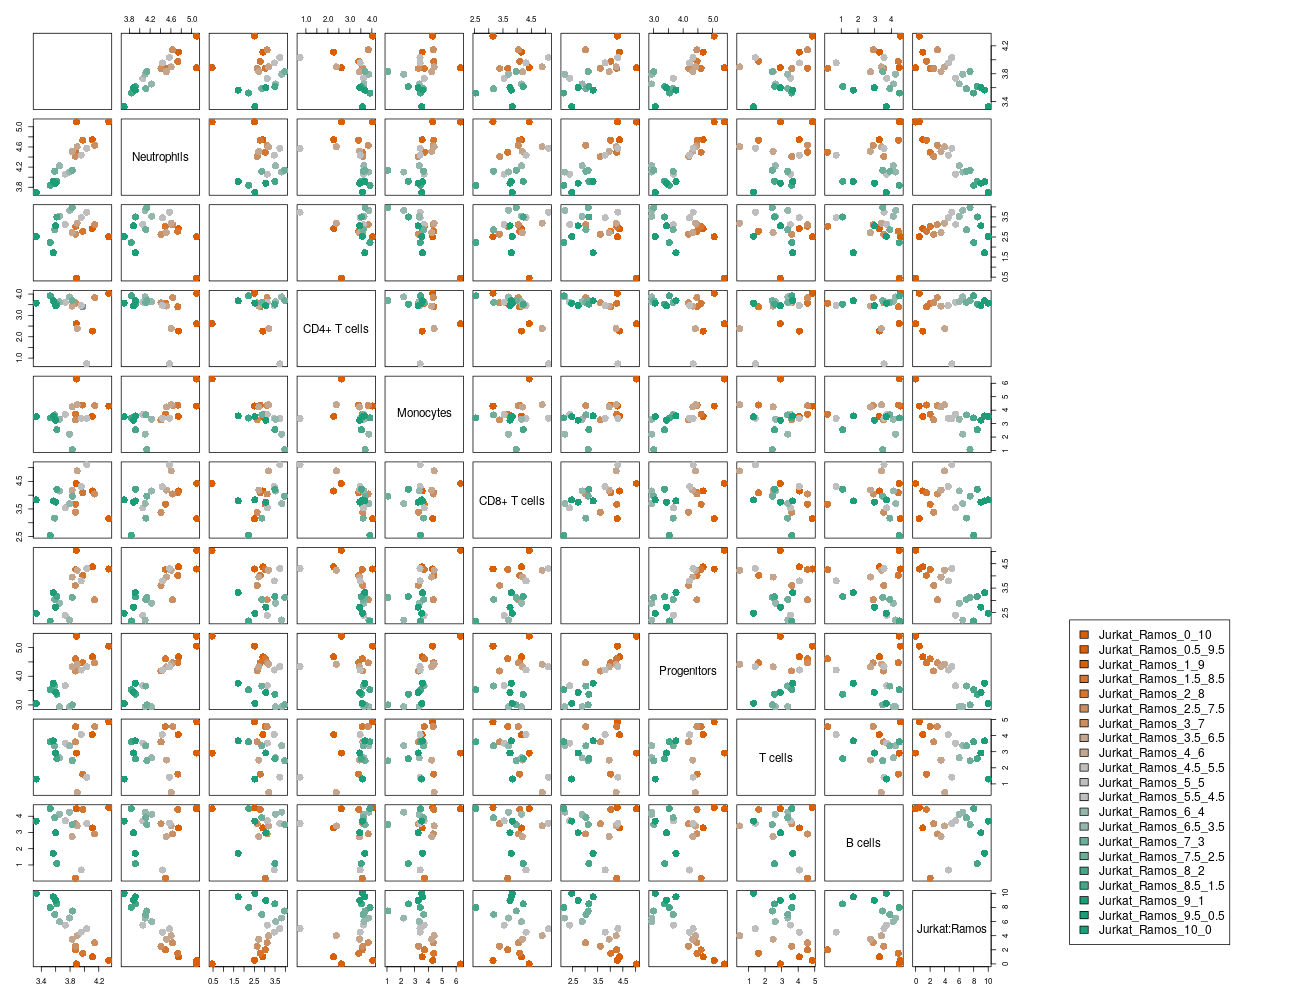 3.8 4.2 4.6 5.0
1.0 2.0 3.0 4.0
2.5 3.5 4.5
3.0 4.0 5.0
1 2 3 4
3.4 3.8 4.2
Neutrophils
3.8 4.2 4.6 5.0
0.5 1.5 2.5 3.5
CD4+ T cells
1.0 2.0 3.0 4.0
Monocytes
1 2 3 4 5 6
CD8+ T cells
2.5 3.5 4.5
2.5 3.5 4.5
Progenitors
3.0 4.0 5.0
T cells
1 2 3 4 5
B cells
1 2 3 4
Jurkat:Ramos
0 2 4 6 8 10
3.4 3.8 4.2
0.5 1.5 2.5 3.5
1 2 3 4 5 6
2.5 3.5 4.5
1 2 3 4 5
0 2 4 6 8 10
Jurkat_Ramos_0_10
Jurkat_Ramos_0.5_9.5
Jurkat_Ramos_1_9
Jurkat_Ramos_1.5_8.5
Jurkat_Ramos_2_8
Jurkat_Ramos_2.5_7.5
Jurkat_Ramos_3_7
Jurkat_Ramos_3.5_6.5
Jurkat_Ramos_4_6
Jurkat_Ramos_4.5_5.5
Jurkat_Ramos_5_5
Jurkat_Ramos_5.5_4.5
Jurkat_Ramos_6_4
Jurkat_Ramos_6.5_3.5
Jurkat_Ramos_7_3
Jurkat_Ramos_7.5_2.5
Jurkat_Ramos_8_2
Jurkat_Ramos_8.5_1.5
Jurkat_Ramos_9_1
Jurkat_Ramos_9.5_0.5
Jurkat_Ramos_10_0